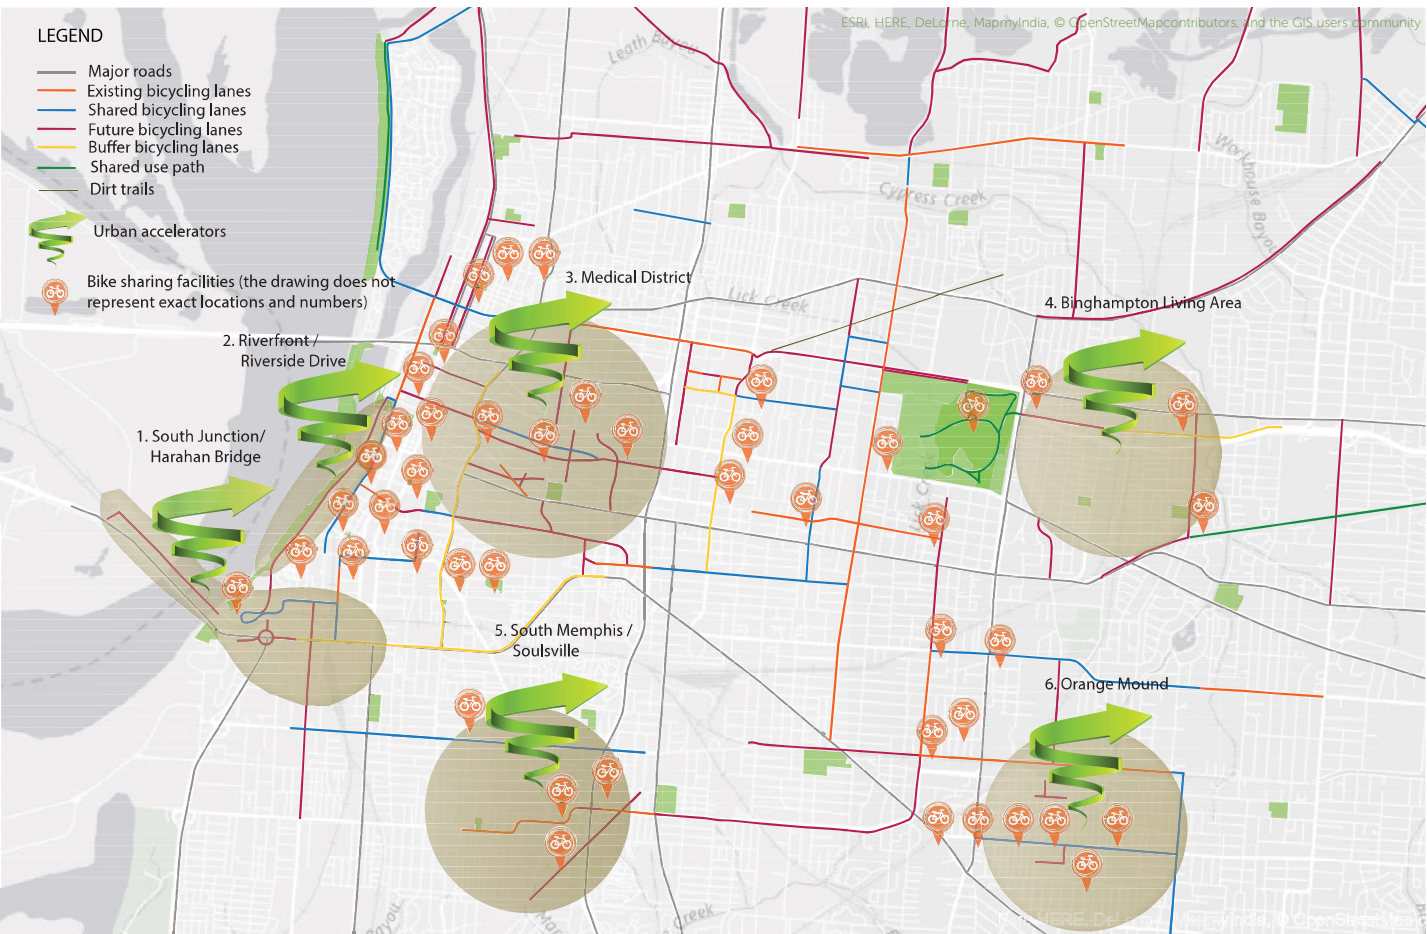 ESRI, HERE, DeLorne, MapmyIndia, © OpenStreetMapcontributors, and the GIS users community
LEGEND
Major roads
Existing bicycling lanes
Shared bicycling lanes
Future bicycling lanes
Buffer bicycling lanes
Shared use path
Dirt trails
Urban accelerators
Bike sharing facilities (the drawing does not
represent exact locations and numbers)
Leath Bayou
Workhouse Bayou
Cypress Creek
3. Medical District
Lick Creek
4. Binghampton Living Area
2. Riverfront /
Riverside Drive
1. South Junction/
Harahan Bridge
5. South Memphis /
Soulsville
6. Orange Mound
Bayou
Creek